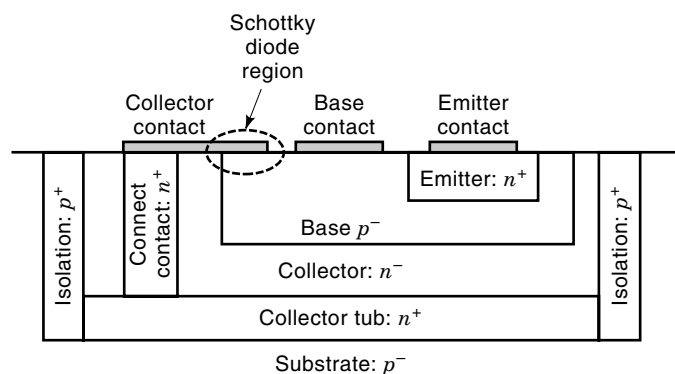 Schottky
diode
region
Collector
contact
Base
contact
Emitter
contact
Isolation: p⁺
Connect
contact: n⁺
Emitter: n⁺
Isolation: p⁺
Base p⁻
Collector: n⁻
Collector tub: n⁺
Substrate: p⁻